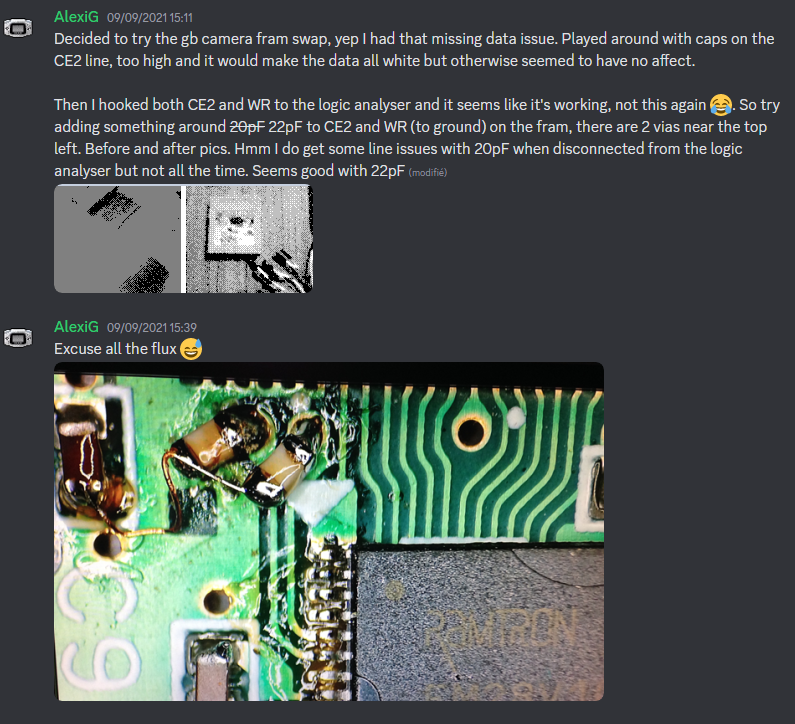 AlexiG 09/09/2021 15:11
Decided to try the gb camera fram swap, yep I had that missing data issue. Played around with caps on the
CE2 line, too high and it would make the data all white but otherwise seemed to have no affect.
Then I hooked both CE2 and WR to the logic analyser and it seems like it's working, not this again 😂. So try
adding something around 20pF 22pF to CE2 and WR (to ground) on the fram, there are 2 vias near the top
left. Before and after pics. Hmm I do get some line issues with 20pF when disconnected from the logic
analyser but not all the time. Seems good with 22pF (modifié)
AlexiG 09/09/2021 15:39
Excuse all the flux 😅
C9
RAMTRON